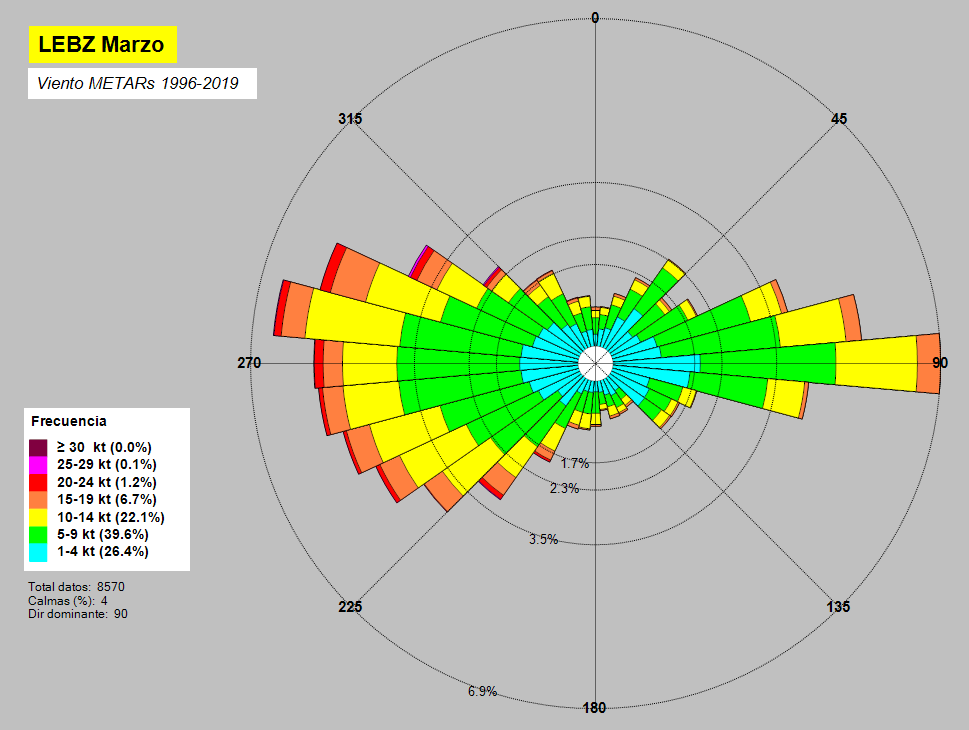 LEBZ Marzo
Viento METARs 1996-2019
0
315
45
270
90
1.7%
2.3%
3.5%
225
135
6.9%
180
Frecuencia
≥ 30 kt (0.0%)
25-29 kt (0.1%)
20-24 kt (1.2%)
15-19 kt (6.7%)
10-14 kt (22.1%)
5-9 kt (39.6%)
1-4 kt (26.4%)
Total datos: 8570
Calmas (%): 4
Dir dominante: 90